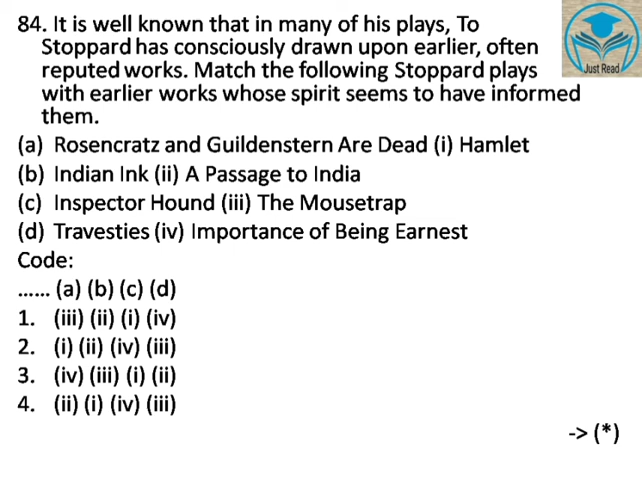 84. It is well known that in many of his plays, To
Stoppard has consciously drawn upon earlier, often
reputed works. Match the following Stoppard plays
with earlier works whose spirit seems to have informed
them.
(a) Rosencratz and Guildenstern Are Dead (i) Hamlet
(b) Indian Ink (ii) A Passage to India
(c) Inspector Hound (iii) The Mousetrap
(d) Travesties (iv) Importance of Being Earnest
Code:
...... (a) (b) (c) (d)
1. (iii) (ii) (i) (iv)
2. (i) (ii) (iv) (iii)
3. (iv) (iii) (i) (ii)
4. (ii) (i) (iv) (iii)
-> (*)
Just Read